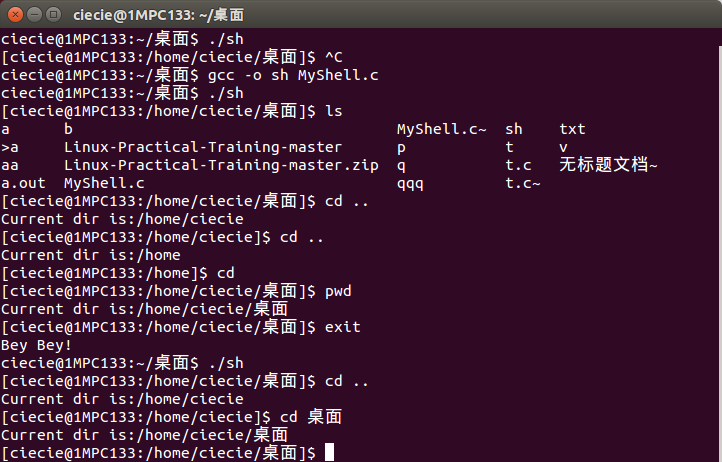 ciecie@1MPC133: ~/桌面
ciecie@1MPC133:~/桌面$ ./sh
[ciecie@1MPC133:/home/ciecie/桌面]$ ^C
ciecie@1MPC133:~/桌面$ gcc -o sh MyShell.c
ciecie@1MPC133:~/桌面$ ./sh
[ciecie@1MPC133:/home/ciecie/桌面]$ ls
a      b                                    MyShell.c~  sh    txt
>a     Linux-Practical-Training-master      p           t     v
aa     Linux-Practical-Training-master.zip  q           t.c   无标题文档~
a.out  MyShell.c                            qqq         t.c~
[ciecie@1MPC133:/home/ciecie/桌面]$ cd ..
Current dir is:/home/ciecie
[ciecie@1MPC133:/home/ciecie]$ cd ..
Current dir is:/home
[ciecie@1MPC133:/home]$ cd
[ciecie@1MPC133:/home/ciecie/桌面]$ pwd
Current dir is:/home/ciecie/桌面
[ciecie@1MPC133:/home/ciecie/桌面]$ exit
Bey Bey!
ciecie@1MPC133:~/桌面$ ./sh
[ciecie@1MPC133:/home/ciecie/桌面]$ cd ..
Current dir is:/home/ciecie
[ciecie@1MPC133:/home/ciecie]$ cd 桌面
Current dir is:/home/ciecie/桌面
[ciecie@1MPC133:/home/ciecie/桌面]$